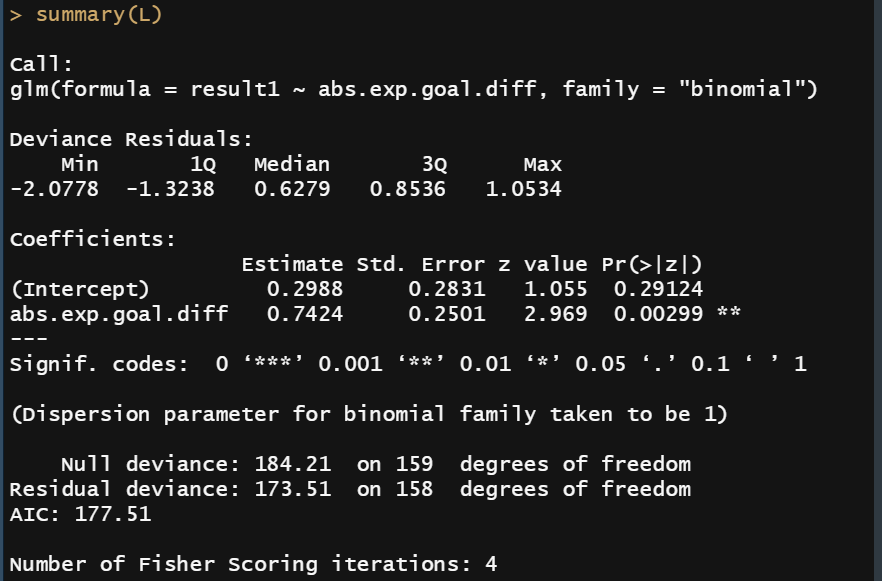 > summary(L)
Call:
glm(formula = result1 ~ abs.exp.goal.diff, family = "binomial")
Deviance Residuals:
    Min       1Q   Median       3Q      Max
-2.0778  -1.3238   0.6279   0.8536   1.0534
Coefficients:
                  Estimate Std. Error z value Pr(>|z|)
(Intercept)         0.2988     0.2831   1.055  0.29124
abs.exp.goal.diff   0.7424     0.2501   2.969  0.00299 **
---
Signif. codes:  0 ‘***’ 0.001 ‘**’ 0.01 ‘*’ 0.05 ‘.’ 0.1 ‘ ’ 1
(Dispersion parameter for binomial family taken to be 1)
    Null deviance: 184.21  on 159  degrees of freedom
Residual deviance: 173.51  on 158  degrees of freedom
AIC: 177.51
Number of Fisher Scoring iterations: 4